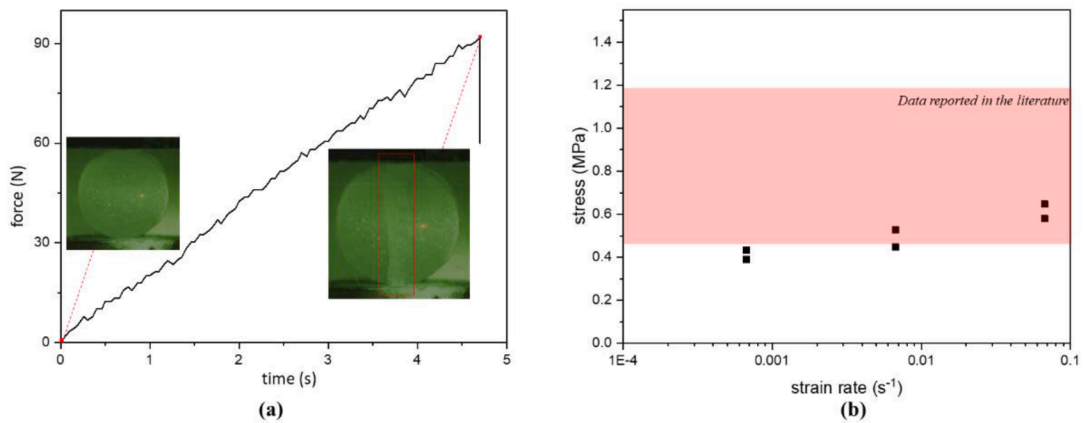 (a)
90
60
30
0
force (N)
0 1 2 3 4 5
time (s)
(b)
1.4
1.2
1.0
0.8
0.6
0.4
0.2
0.0
stress (MPa)
Data reported in the literature
1E-4 0.001 0.01 0.1
strain rate (s⁻¹)
(a)
(b)